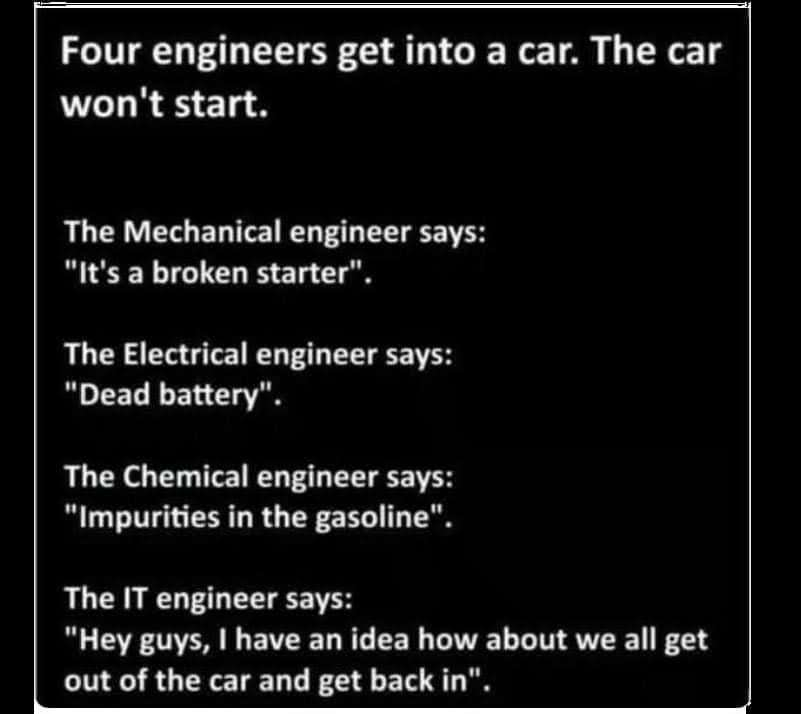 Four engineers get into a car. The car
won't start.
The Mechanical engineer says:
"It's a broken starter".
The Electrical engineer says:
"Dead battery".
The Chemical engineer says:
"Impurities in the gasoline".
The IT engineer says:
"Hey guys, I have an idea how about we all get
out of the car and get back in".